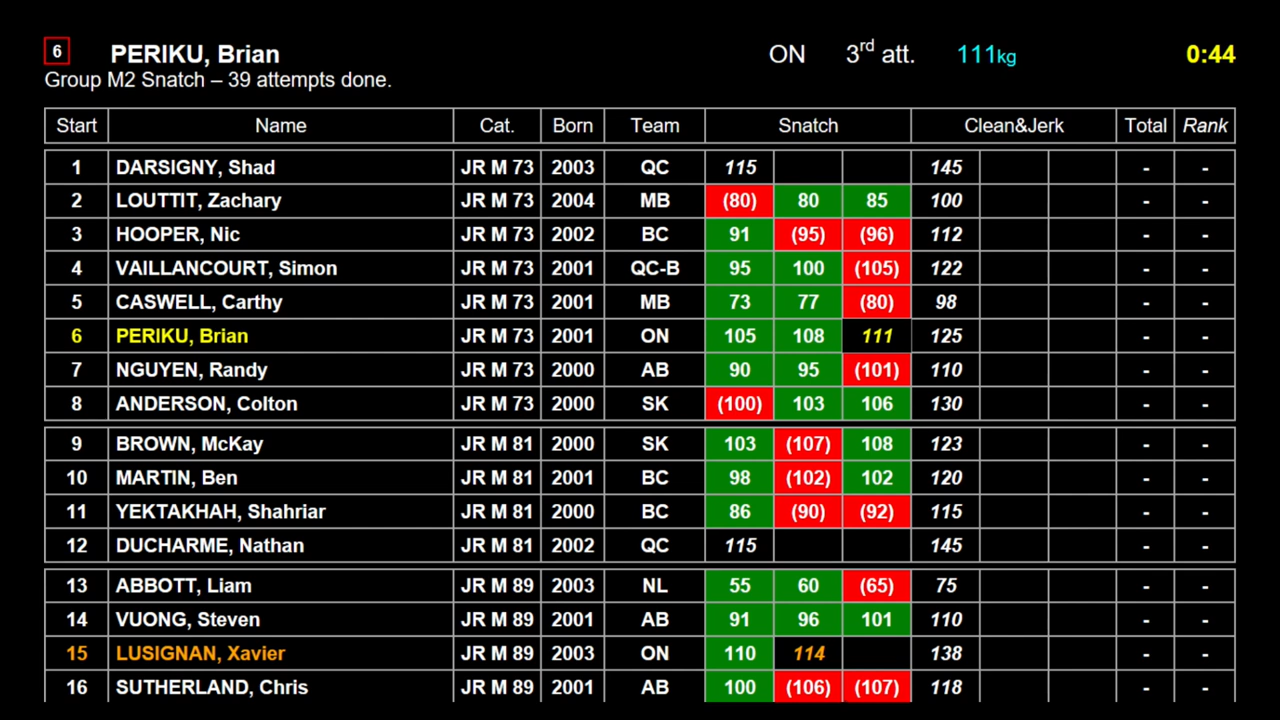 6 PERIKU, Brian ON 3rd att. 111kg 0:44
Group M2 Snatch – 39 attempts done.
Start Name Cat. Born Team Snatch Clean&Jerk Total Rank
1 DARSIGNY, Shad JR M 73 2003 QC 115 145 - -
2 LOUTTIT, Zachary JR M 73 2004 MB (80) 80 85 100 - -
3 HOOPER, Nic JR M 73 2002 BC 91 (95) (96) 112 - -
4 VAILLANCOURT, Simon JR M 73 2001 QC-B 95 100 (105) 122 - -
5 CASWELL, Carthy JR M 73 2001 MB 73 77 (80) 98 - -
6 PERIKU, Brian JR M 73 2001 ON 105 108 111 125 - -
7 NGUYEN, Randy JR M 73 2000 AB 90 95 (101) 110 - -
8 ANDERSON, Colton JR M 73 2000 SK (100) 103 106 130 - -
9 BROWN, McKay JR M 81 2000 SK 103 (107) 108 123 - -
10 MARTIN, Ben JR M 81 2001 BC 98 (102) 102 120 - -
11 YEKTAKHAH, Shahriar JR M 81 2000 BC 86 (90) (92) 115 - -
12 DUCHARME, Nathan JR M 81 2002 QC 115 145 - -
13 ABBOTT, Liam JR M 89 2003 NL 55 60 (65) 75 - -
14 VUONG, Steven JR M 89 2001 AB 91 96 101 110 - -
15 LUSIGNAN, Xavier JR M 89 2003 ON 110 114 138 - -
16 SUTHERLAND, Chris JR M 89 2001 AB 100 (106) (107) 118 - -